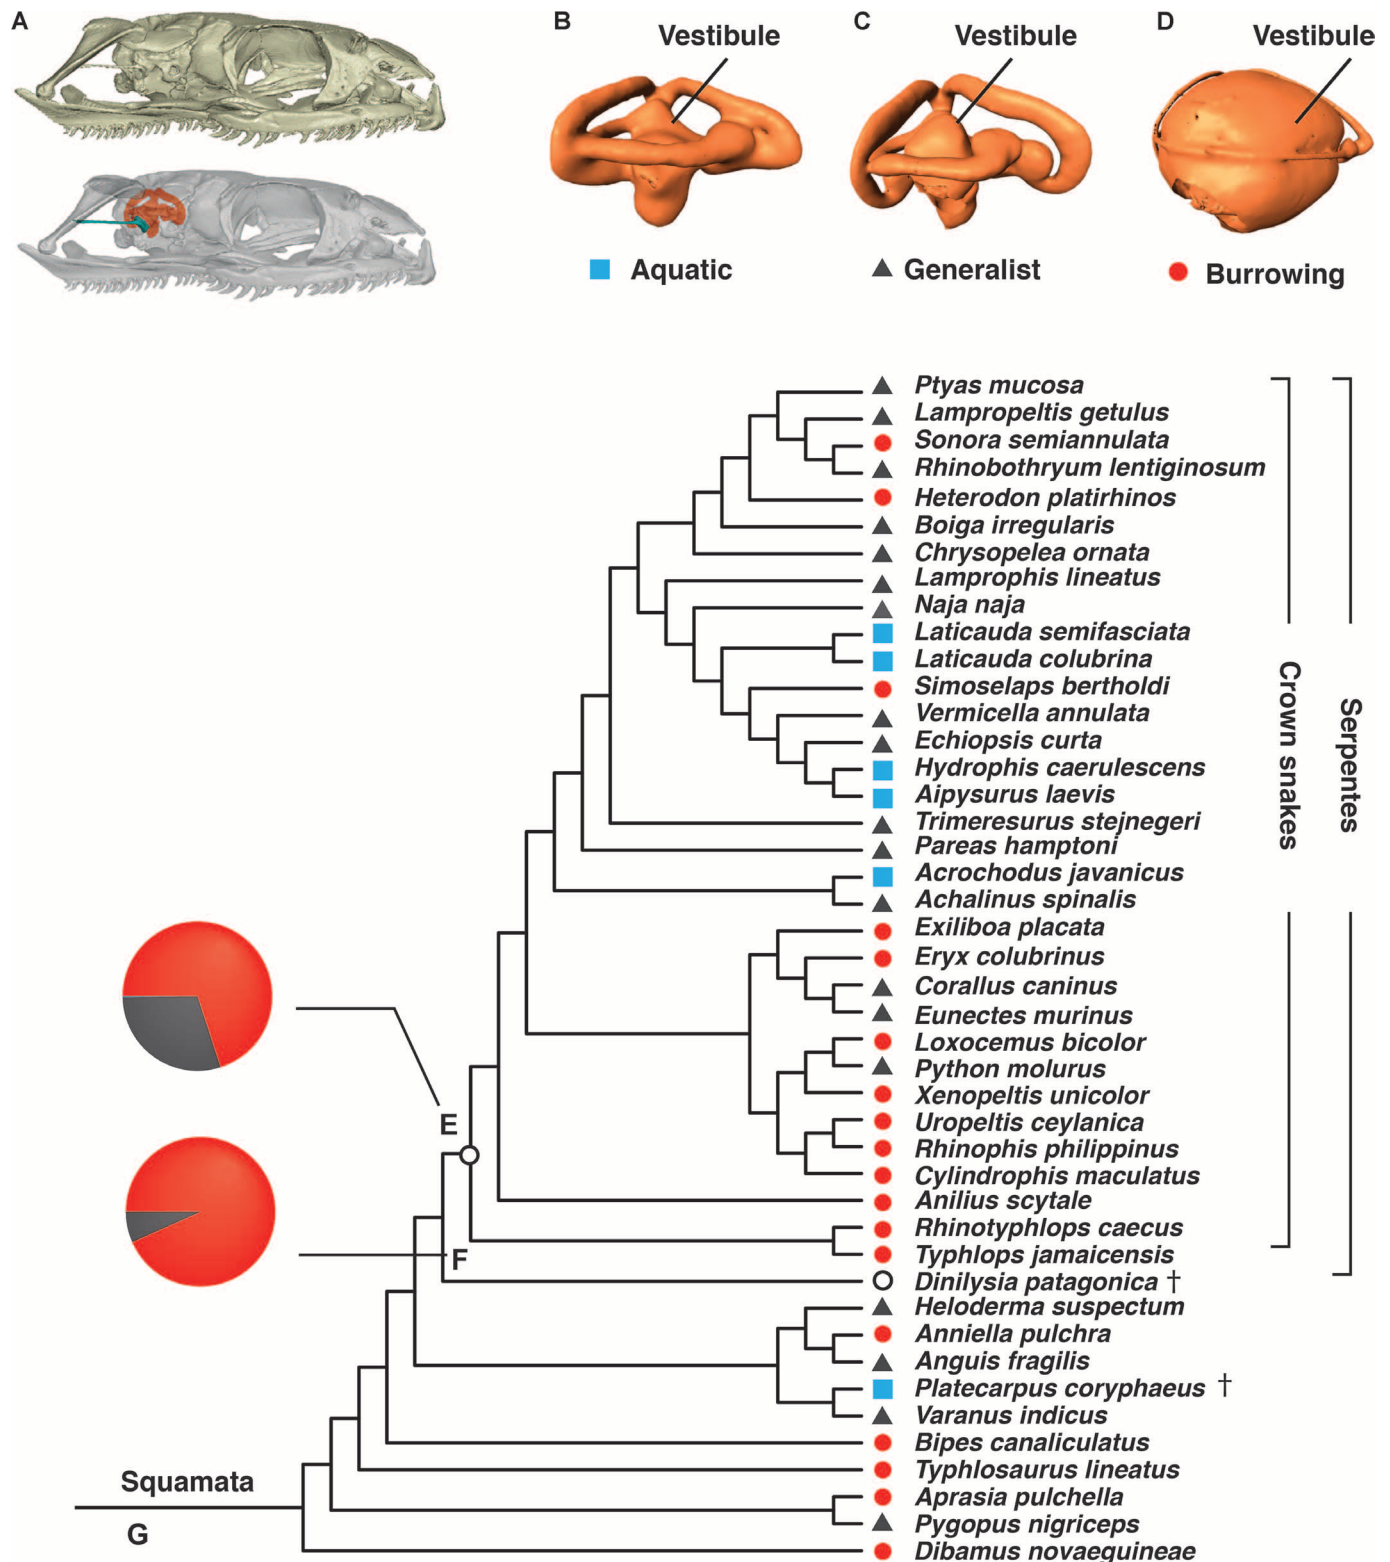 A
B
C
D
Vestibule
Vestibule
Vestibule
Aquatic
Generalist
Burrowing
Ptyas mucosa
Lampropeltis getulus
Sonora semiannulata
Rhinobothryum lentiginosum
Heterodon platirhinos
Boiga irregularis
Chrysopelea ornata
Lamprophis lineatus
Naja naja
Laticauda semifasciata
Laticauda colubrina
Simoselaps bertholdi
Vermicella annulata
Echiopsis curta
Hydrophis caerulescens
Aipysurus laevis
Trimeresurus stejnegeri
Pareas hamptoni
Acrochodus javanicus
Achalinus spinalis
Exiliboa placata
Eryx colubrinus
Corallus caninus
Eunectes murinus
Loxocemus bicolor
Python molurus
Xenopeltis unicolor
Uropeltis ceylanica
Rhinophis philippinus
Cylindrophis maculatus
Anilius scytale
Rhinotyphlops caecus
Typhlops jamaicensis
Dinilysia patagonica †
Heloderma suspectum
Anniella pulchra
Anguis fragilis
Platecarpus coryphaeus †
Varanus indicus
Bipes canaliculatus
Typhlosaurus lineatus
Aprasia pulchella
Pygopus nigriceps
Dibamus novaeguineae
Crown snakes
Serpentes
E
F
Squamata
G